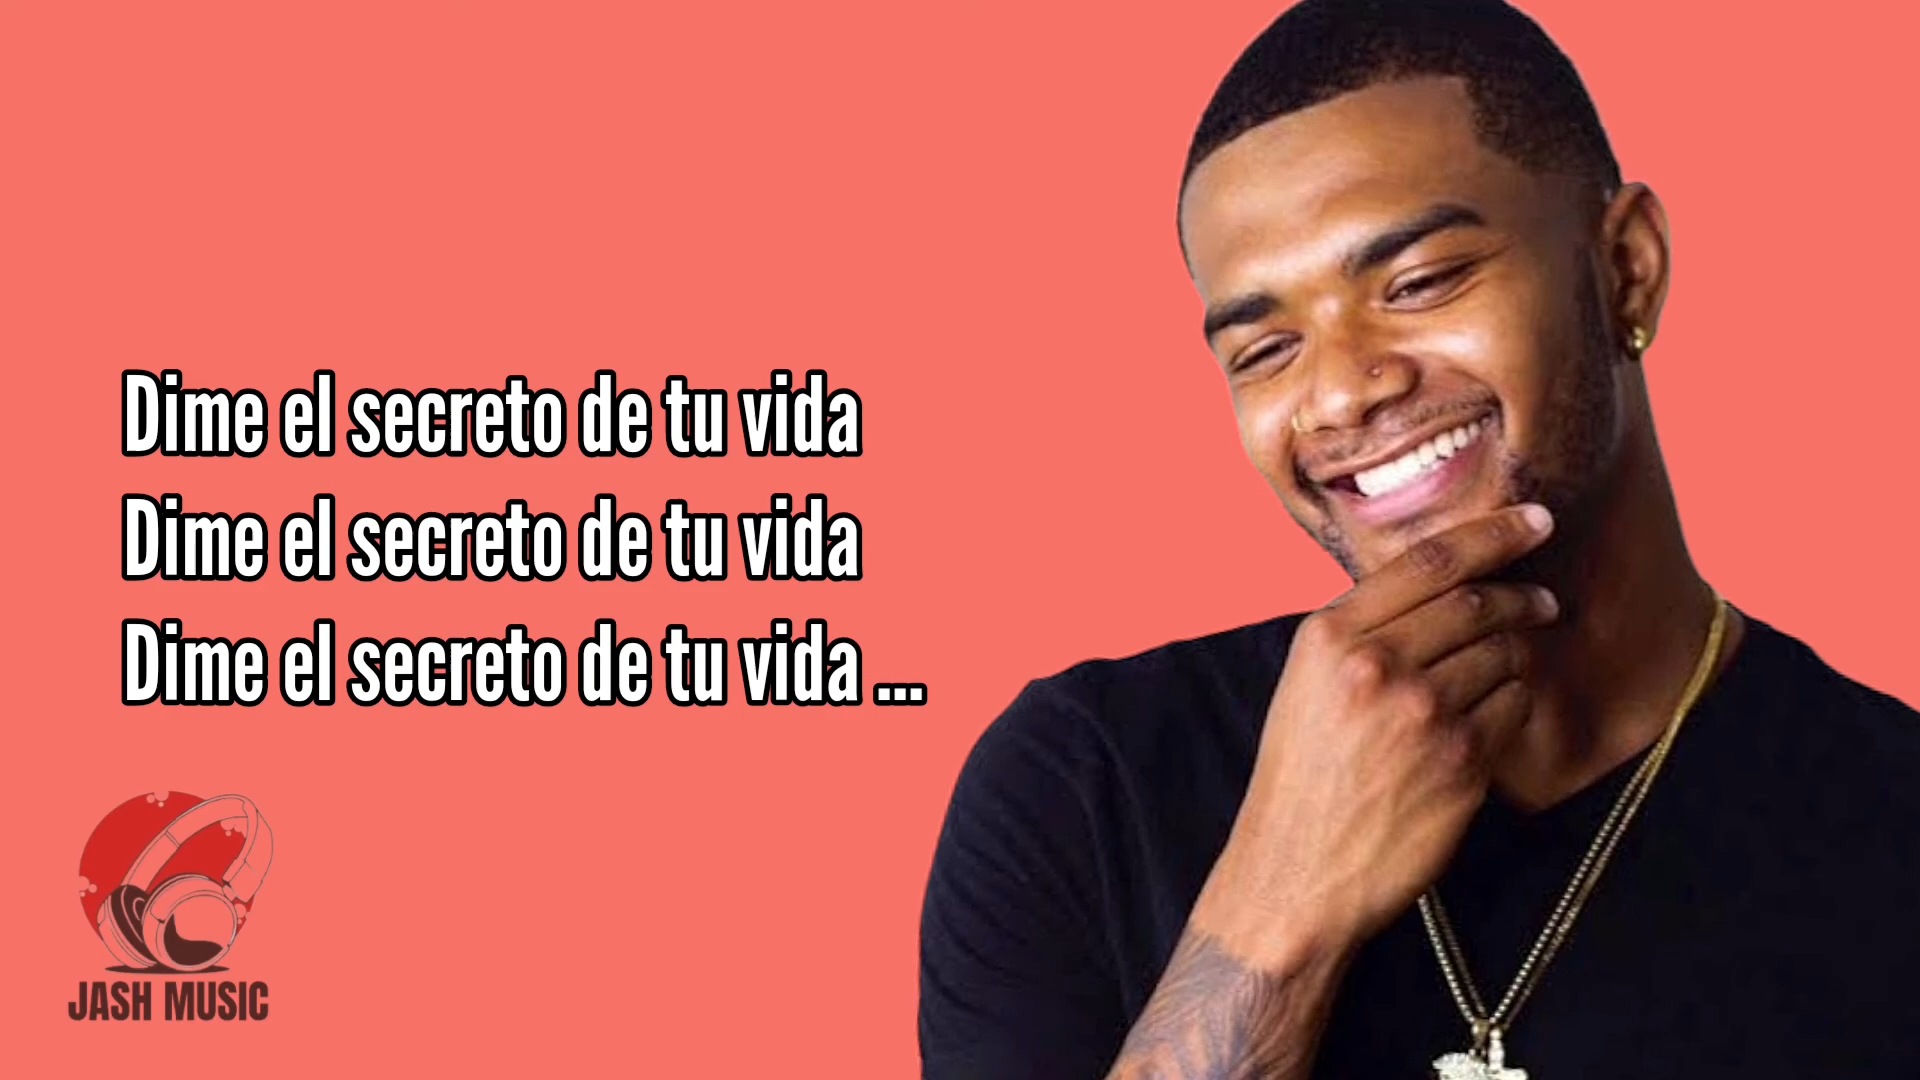 Dime el secreto de tu vida
Dime el secreto de tu vida
Dime el secreto de tu vida ...
JASH MUSIC